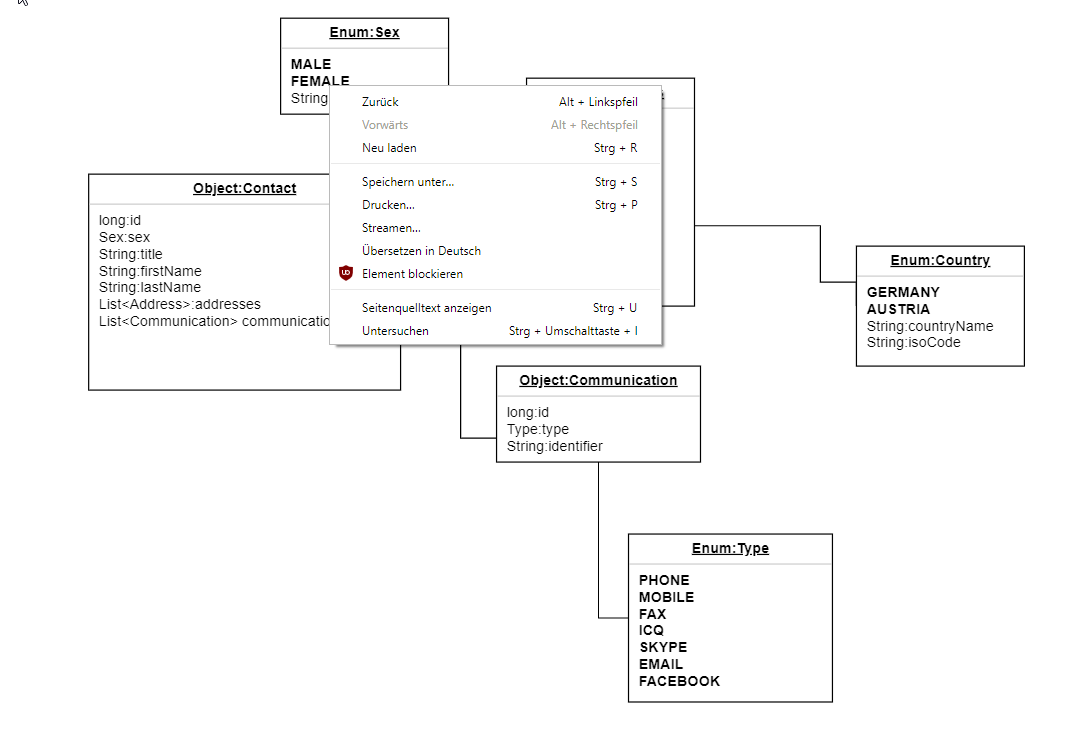 Enum:Sex
MALE
FEMALE
String
Zurück Alt + Linkspfeil
Vorwärts Alt + Rechtspfeil
Neu laden Strg + R
Speichern unter... Strg + S
Drucken... Strg + P
Streamen...
Übersetzen in Deutsch
Element blockieren
Seitenquelltext anzeigen Strg + U
Untersuchen Strg + Umschalttaste + I
Object:Contact
long:id
Sex:sex
String:title
String:firstName
String:lastName
List<Address>:addresses
List<Communication> communicatio
Enum:Country
GERMANY
AUSTRIA
String:countryName
String:isoCode
Object:Communication
long:id
Type:type
String:identifier
Enum:Type
PHONE
MOBILE
FAX
ICQ
SKYPE
EMAIL
FACEBOOK